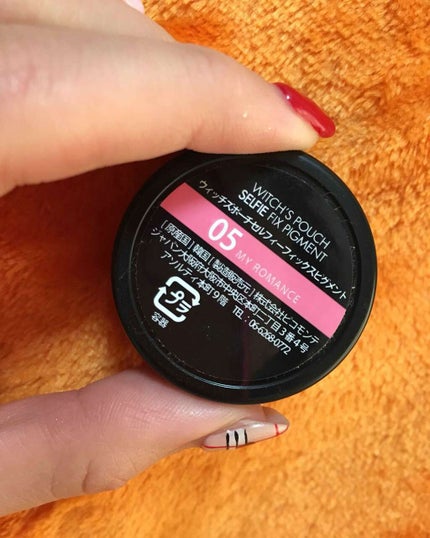 WITCH'S POUCH
SELFIE FIX PIGMENT
ウィッチスポーチセルフィーフィックスピグメント
05 MY ROMANCE
[原産国] 韓国 [製造販売元] 株式会社ピコモンテ
ジャパン大阪府大阪市中央区本町二丁目3番4号
アソルティ本町9階 TEL:06-6268-0772
プラ
容器